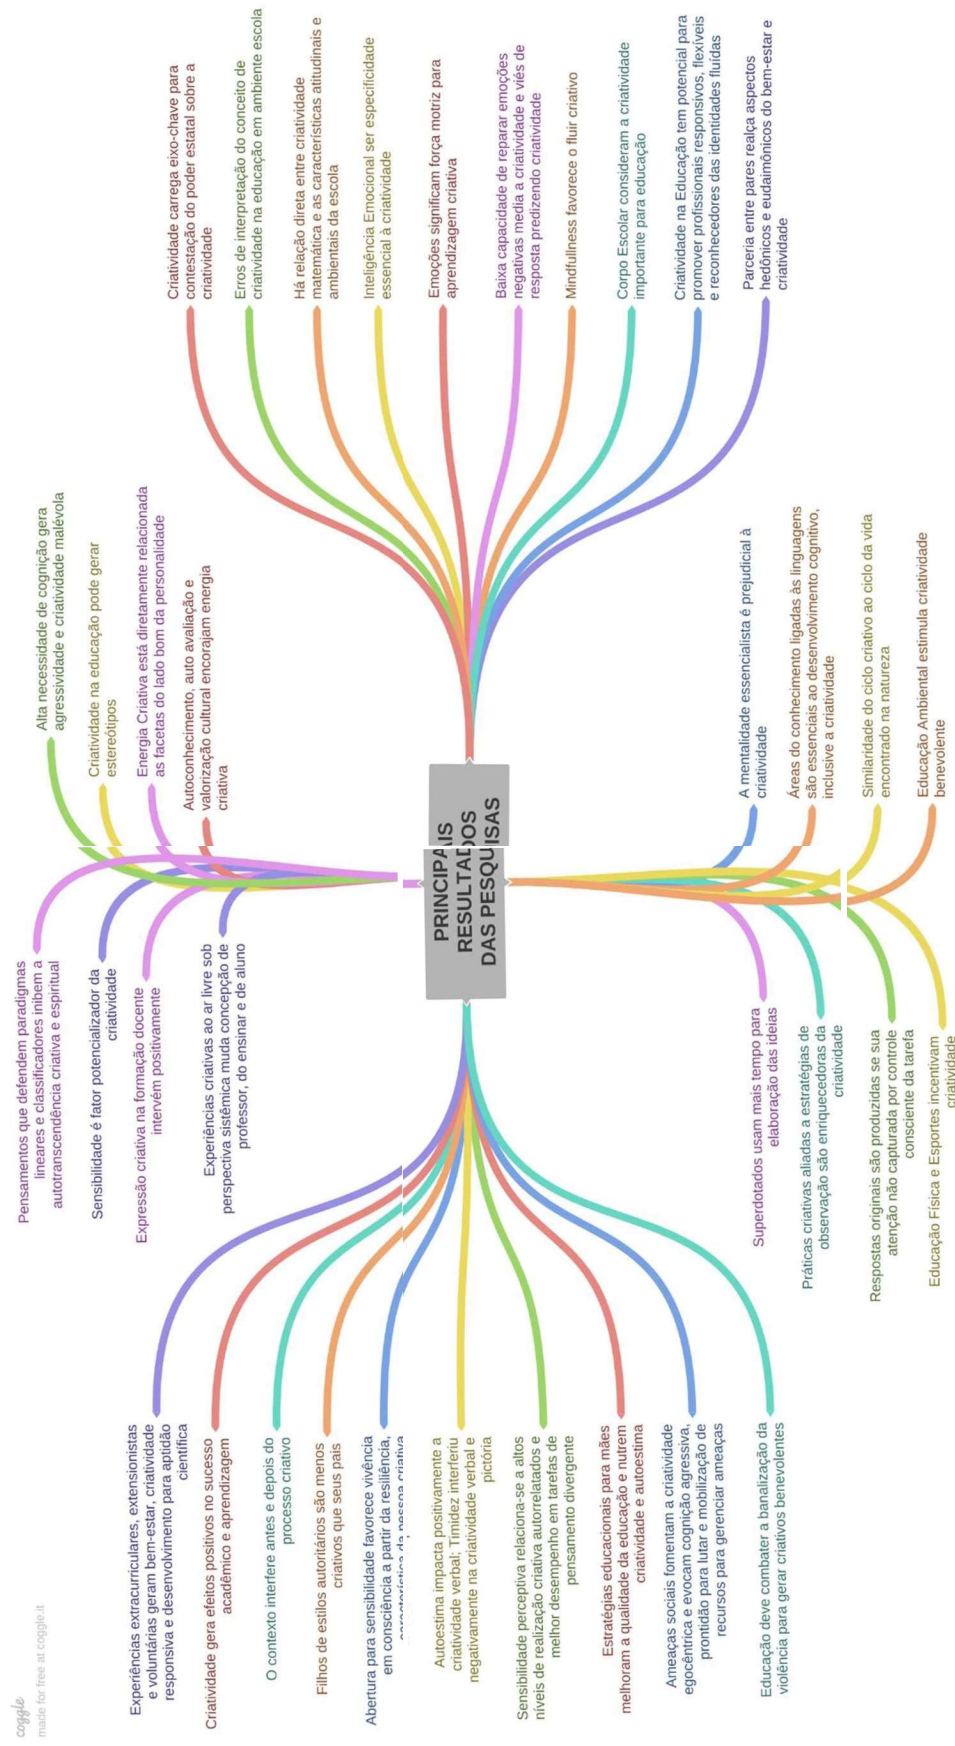 coggle
made for free at coggle.it
PRINCIPAIS
RESULTADOS
DAS PESQUISAS
Experiências extracurriculares, extensionistas
e voluntárias geram bem-estar, criatividade
responsiva e desenvolvimento para aptidão
científica
Criatividade gera efeitos positivos no sucesso
acadêmico e aprendizagem
O contexto interfere antes e depois do
processo criativo
Filhos de estilos autoritários são menos
criativos que seus pais
Abertura para sensibilidade favorece vivência
em consciência a partir da resiliência,
característica da pessoa criativa
Autoestima impacta positivamente a
criatividade verbal; Timidez interferiu
negativamente na criatividade verbal e
pictória
Sensibilidade perceptiva relaciona-se a altos
níveis de realização criativa autorrelatados e
melhor desempenho em tarefas de
pensamento divergente
Estratégias educacionais para mães
melhoram a qualidade da educação e nutrem
criatividade e autoestima
Ameaças sociais fomentam a criatividade
egocêntrica e evocam cognição agressiva,
prontidão para lutar e mobilização de
recursos para gerenciar ameaças
Educação deve combater a banalização da
violência para gerar criativos benevolentes
Pensamentos que defendem paradigmas
lineares e classificadores inibem a
autotranscendência criativa e espiritual
Sensibilidade é fator potencializador da
criatividade
Expressão criativa na formação docente
intervém positivamente
Experiências criativas ao ar livre sob
perspectiva sistêmica muda concepção de
professor, do ensinar e de aluno
Superdotados usam mais tempo para
elaboração das ideias
Práticas criativas aliadas a estratégias de
observação são enriquecedoras da
criatividade
Respostas originais são produzidas se sua
atenção não capturada por controle
consciente da tarefa
Educação Física e Esportes incentivam
criatividade
Alta necessidade de cognição gera
agressividade e criatividade malévola
Criatividade na educação pode gerar
estereótipos
Energia Criativa está diretamente relacionada
as facetas do lado bom da personalidade
Autoconhecimento, auto avaliação e
valorização cultural encorajam energia
criativa
A mentalidade essencialista é prejudicial à
criatividade
Áreas do conhecimento ligadas às linguagens
são essenciais ao desenvolvimento cognitivo,
inclusive a criatividade
Similaridade do ciclo criativo ao ciclo da vida
encontrado na natureza
Educação Ambiental estimula criatividade
benevolente
Criatividade carrega eixo-chave para
contestação do poder estatal sobre a
criatividade
Erros de interpretação do conceito de
criatividade na educação em ambiente escola
Há relação direta entre criatividade
matemática e as características atitudinais e
ambientais da escola
Inteligência Emocional ser especificidade
essencial à criatividade
Emoções significam força motriz para
aprendizagem criativa
Baixa capacidade de reparar emoções
negativas media a criatividade e viés de
resposta predizendo criatividade
Mindfullness favorece o fluir criativo
Corpo Escolar consideram a criatividade
importante para educação
Criatividade na Educação tem potencial para
promover profissionais responsivos, flexíveis
e reconhecedores das identidades fluídas
Parceria entre pares realça aspectos
hedônicos e eudaimônicos do bem-estar e
criatividade